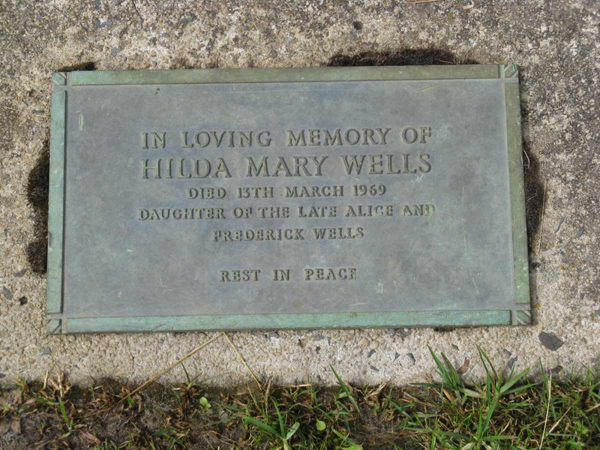 IN LOVING MEMORY OF
HILDA MARY WELLS
DIED 13TH MARCH 1969
DAUGHTER OF THE LATE ALICE AND
FREDERICK WELLS
REST IN PEACE